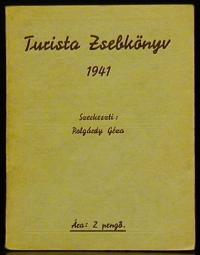 Turista Zsebkönyv
1941
Szerkeszti:
Polgárdy Géza
Ára: 2 pengő.